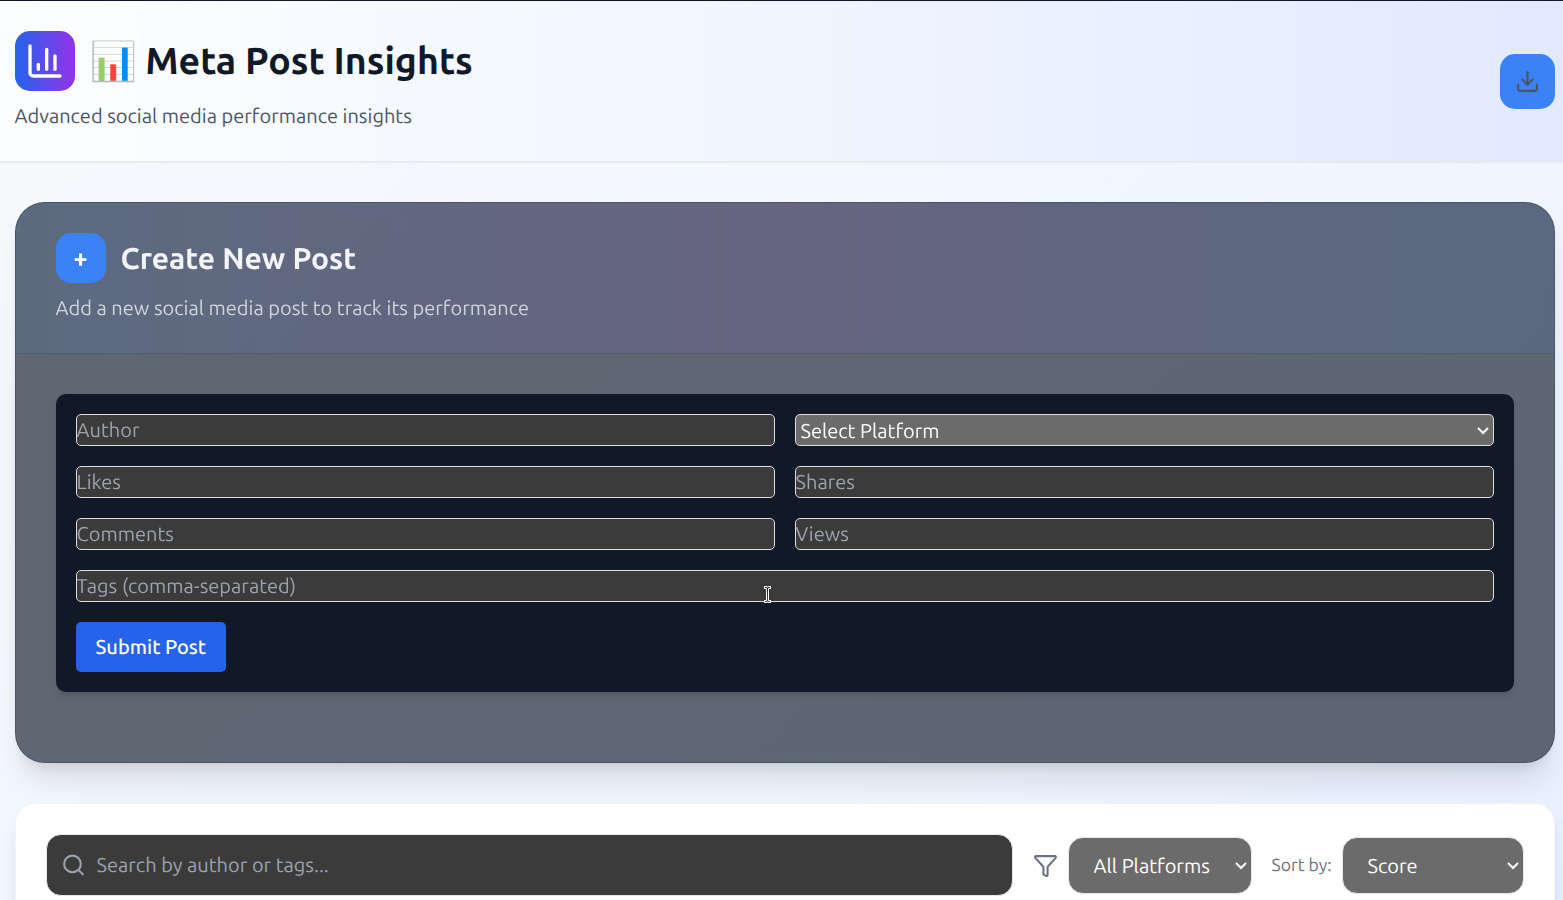 📊 Meta Post Insights
Advanced social media performance insights
+ Create New Post
Add a new social media post to track its performance
Author
Select Platform
Likes
Shares
Comments
Views
Tags (comma-separated)
Submit Post
Search by author or tags...
All Platforms
Sort by:
Score